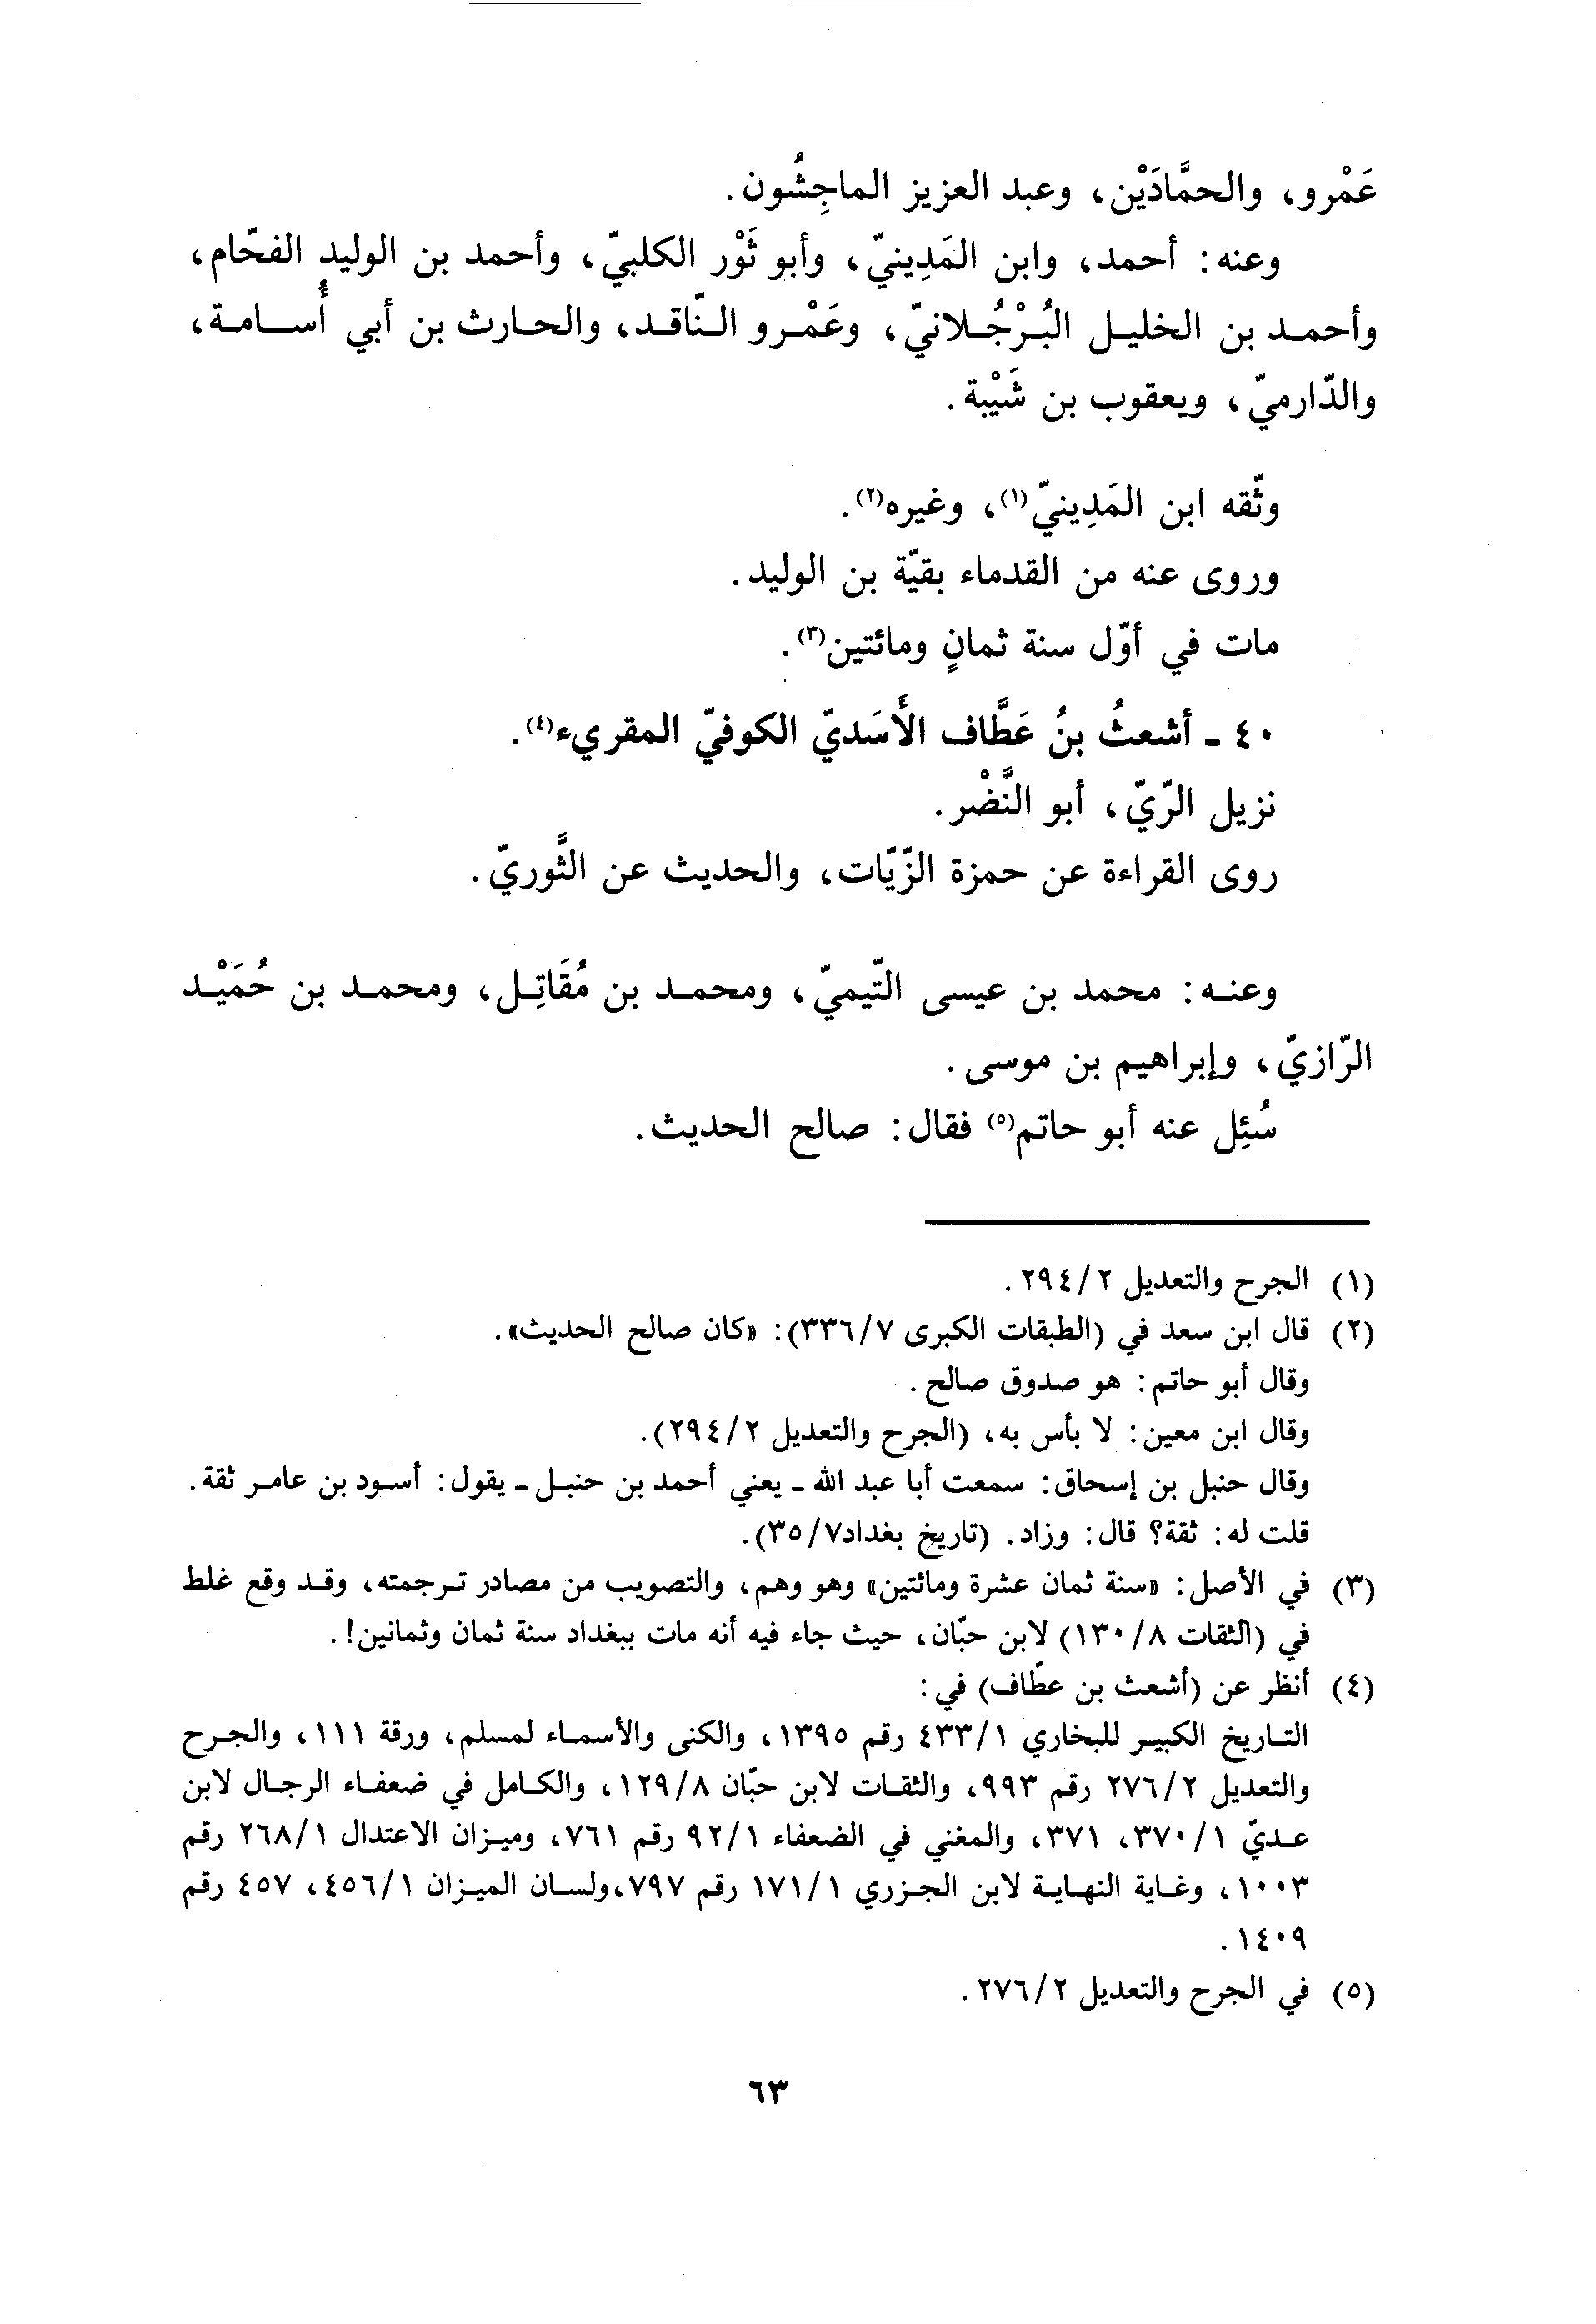 عَمْرو، والحمَّادَيْن، وعبد العزيز الماجِشُون.
وعنه: أحمد، وابن المَدِينيّ، وأبو ثَوْر الكلبيّ، وأحمد بن الوليد الفحّام،
وأحمد بن الخليل البُرْجُلانيّ، وعَمْرو النّاقد، والحارث بن أبي أُسامة،
والدّارميّ، ويعقوب بن شَيْبة.
وثّقه ابن المَدِينيّ(١)، وغيره(٢).
وروى عنه من القدماء بقيّة بن الوليد.
مات في أوّل سنة ثمانٍ ومائتين(٣).
٤٠ ـ أشعثُ بنُ عَطَّاف الأَسَديّ الكوفيّ المقريء(٤).
نزيل الرّيّ، أبو النَّضْر.
روى القراءة عن حمزة الزّيّات، والحديث عن الثَّوريّ.
وعنه: محمد بن عيسى التّيميّ، ومحمد بن مُقَاتِل، ومحمد بن حُمَيْد
الرّازيّ، وإبراهيم بن موسى.
سُئِل عنه أبو حاتم(٥) فقال: صالح الحديث.
(١) الجرح والتعديل ٢/٢٩٤.
(٢) قال ابن سعد في (الطبقات الكبرى ٧/٣٣٦): «كان صالح الحديث».
وقال أبو حاتم: هو صدوق صالح.
وقال ابن معين: لا بأس به، (الجرح والتعديل ٢/٢٩٤).
وقال حنبل بن إسحاق: سمعت أبا عبد الله ـ يعني أحمد بن حنبل ـ يقول: أسود بن عامر ثقة.
قلت له: ثقة؟ قال: وزاد. (تاريخ بغداد٧/٣٥).
(٣) في الأصل: «سنة ثمان عشرة ومائتين» وهو وهم، والتصويب من مصادر ترجمته، وقد وقع غلط
في (الثقات ٨/١٣٠) لابن حبّان، حيث جاء فيه أنه مات ببغداد سنة ثمان وثمانين!.
(٤) أنظر عن (أشعث بن عطّاف) في:
التاريخ الكبير للبخاري ١/٤٣٣ رقم ١٣٩٥، والكنى والأسماء لمسلم، ورقة ١١١، والجرح
والتعديل ٢/٢٧٦ رقم ٩٩٣، والثقات لابن حبّان ٨/١٢٩، والكامل في ضعفاء الرجال لابن
عديّ ١/٣٧٠، ٣٧١، والمغني في الضعفاء ١/٩٢ رقم ٧٦١، وميزان الاعتدال ١/٢٦٨ رقم
١٠٠٣، وغاية النهاية لابن الجزري ١/١٧١ رقم ٧٩٧،ولسان الميزان ١/٤٥٦، ٤٥٧ رقم
١٤٠٩.
(٥) في الجرح والتعديل ٢/٢٧٦.
٦٣